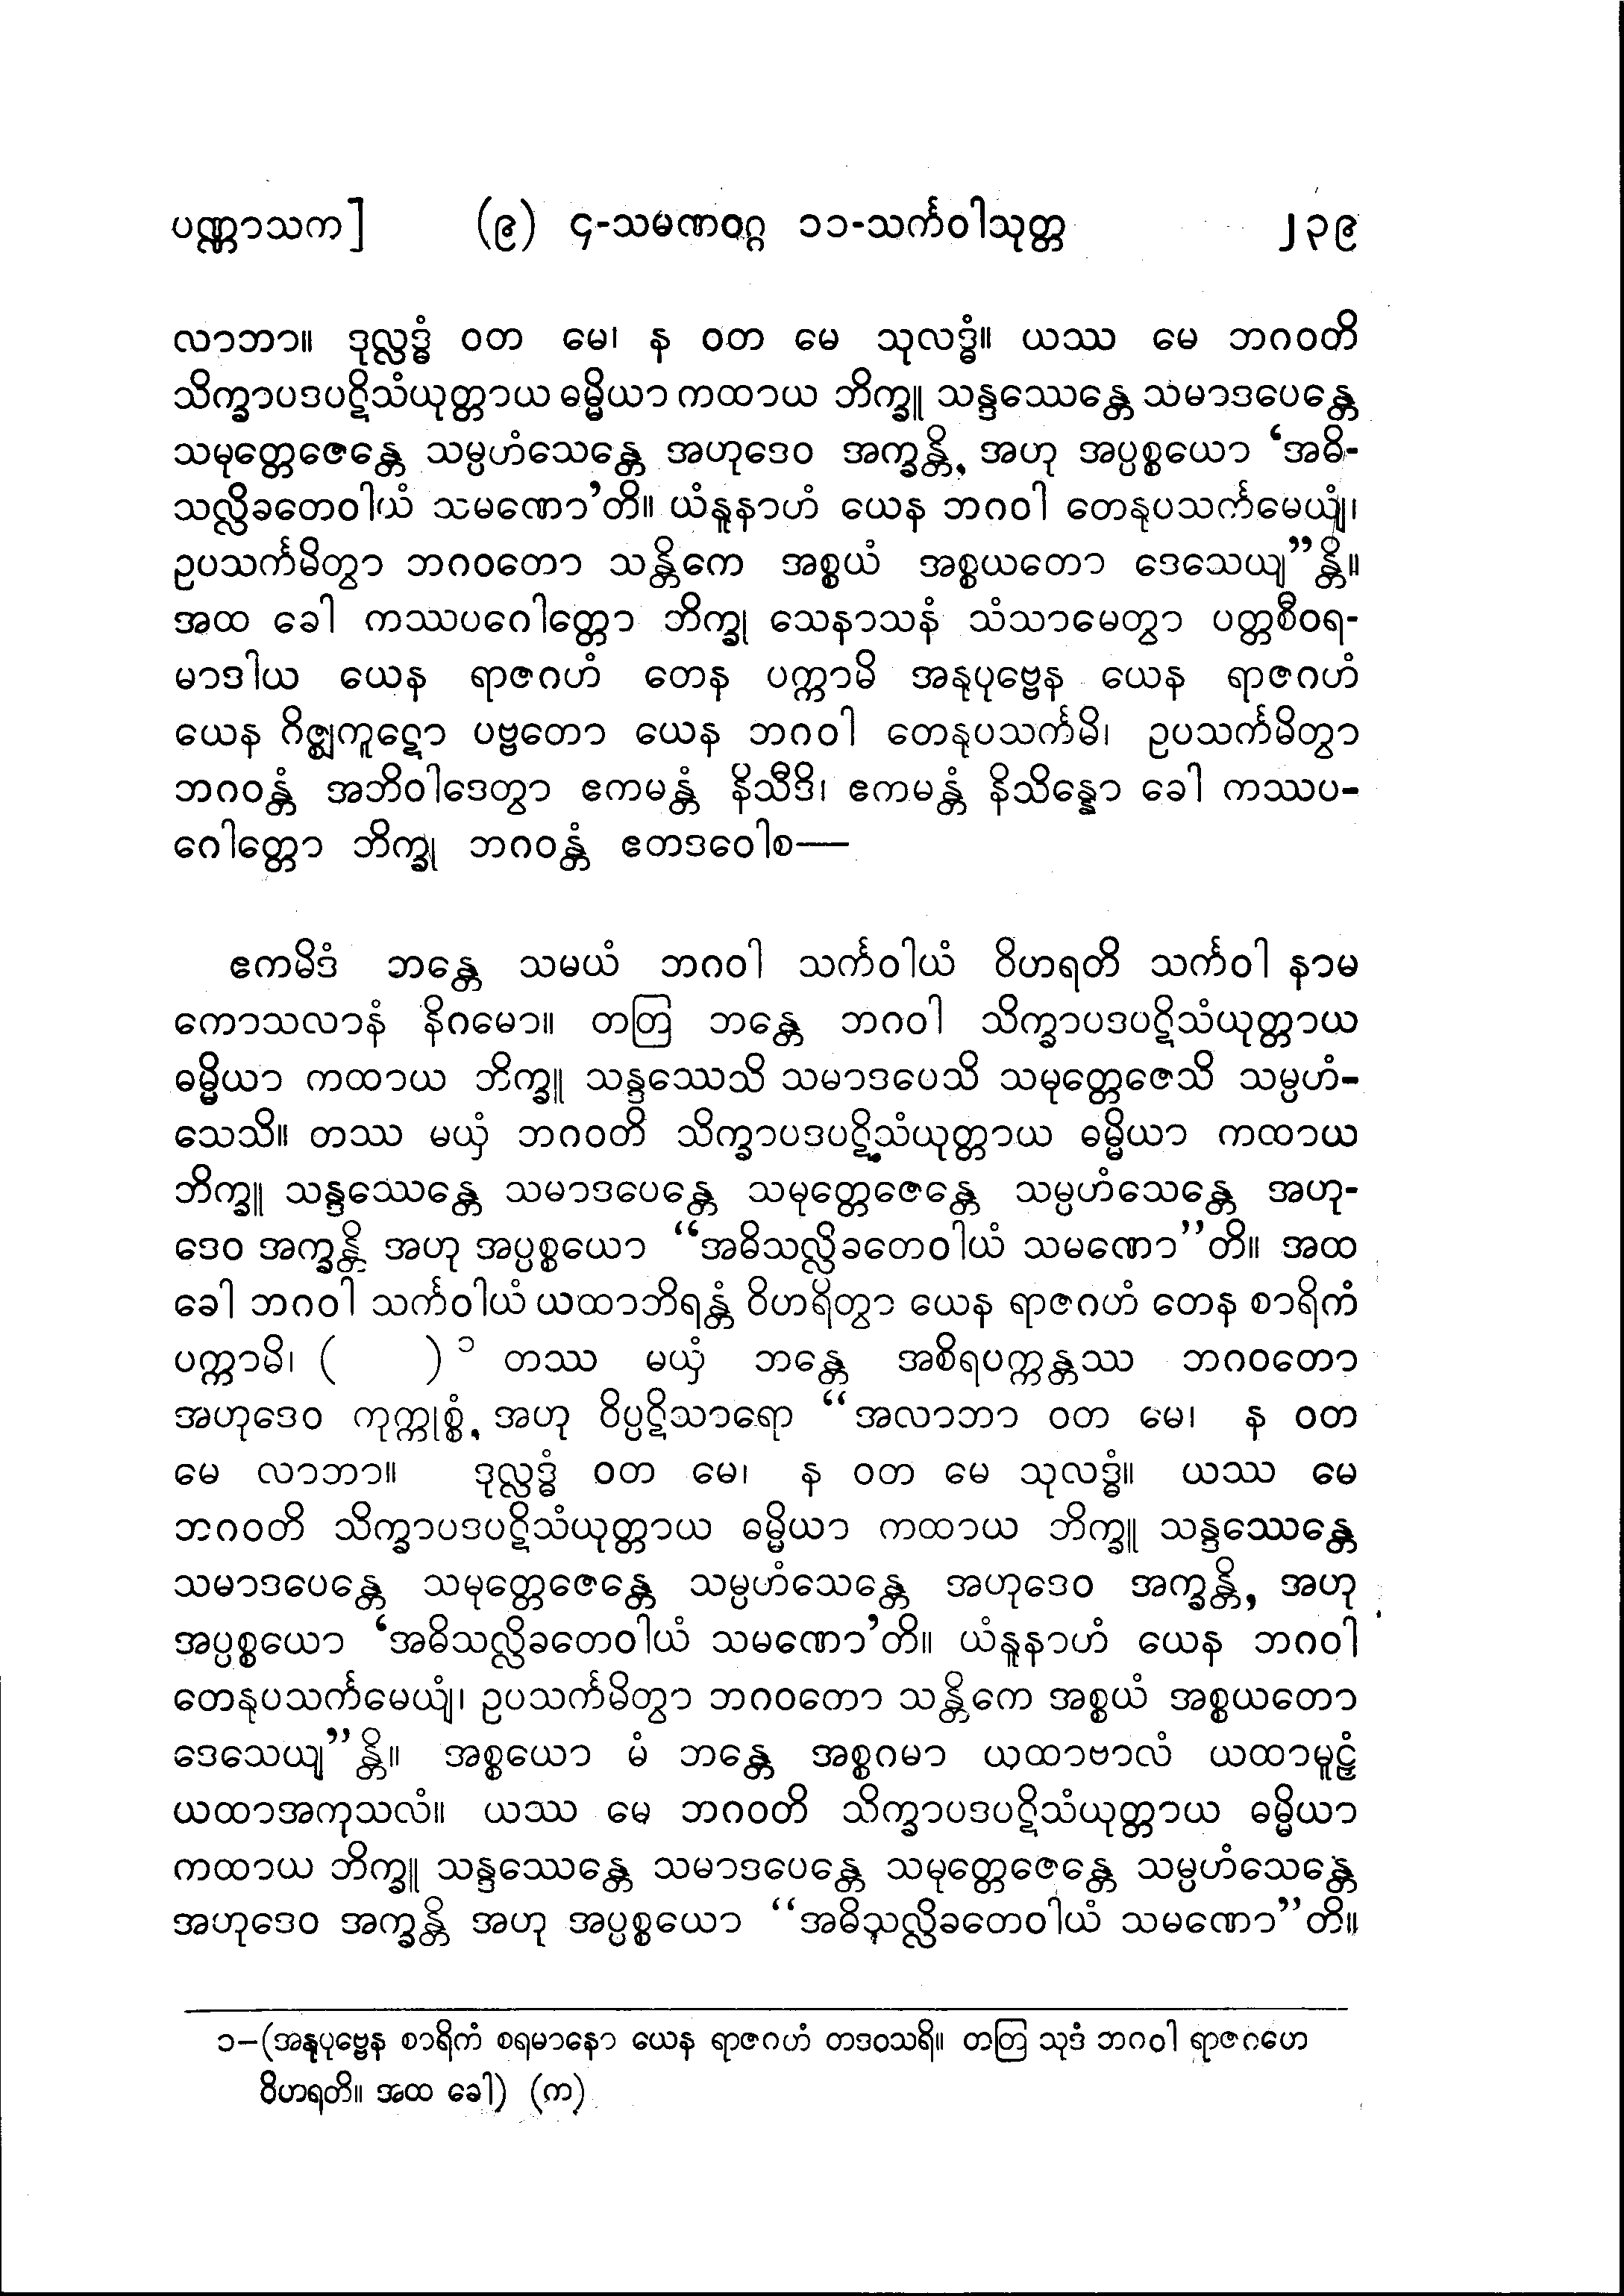 ပဏ္ဏာသက] (၉) ၄-သမဏဝဂ္ဂ ၁၁-သင်္ကဝါသုတ္တ ၂၃၉
လာဘာ။ ဒုလ္လဒ္ဓံ ဝတ မေ၊ န ဝတ မေ သုလဒ္ဓံ။ ယဿ မေ ဘဂဝတိ
သိက္ခာပဒပဋိသံယုတ္တာယ ဓမ္မိယာ ကထာယ ဘိက္ခူ သန္ဒဿေန္တေ သမာဒပေန္တေ
သမုတ္တေဇေန္တေ သမ္ပဟံသေန္တေ အဟုဒေဝ အက္ခန္တိ, အဟု အပ္ပစ္စယော ‘အဓိ-
သလ္လိခတေဝါယံ သမဏော’တိ။ ယံနူနာဟံ ယေန ဘဂဝါ တေနုပသင်္ကမေယျံ၊
ဥပသင်္ကမိတွာ ဘဂဝတော သန္တိကေ အစ္စယံ အစ္စယတော ဒေသေယျ”န္တိ။
အထ ခေါ ကဿပဂေါတ္တော ဘိက္ခု သေနာသနံ သံသာမေတွာ ပတ္တစီဝရ-
မာဒါယ ယေန ရာဇဂဟံ တေန ပက္ကာမိ အနုပုဗ္ဗေန ယေန ရာဇဂဟံ
ယေန ဂိဇ္ဈကူဋော ပဗ္ဗတော ယေန ဘဂဝါ တေနုပသင်္ကမိ၊ ဥပသင်္ကမိတွာ
ဘဂဝန္တံ အဘိဝါဒေတွာ ဧကမန္တံ နိသီဒိ၊ ဧကမန္တံ နိသိန္နော ခေါ ကဿပ-
ဂေါတ္တော ဘိက္ခု ဘဂဝန္တံ ဧတဒဝေါစ—
ဧကမိဒံ ဘန္တေ သမယံ ဘဂဝါ သင်္ကဝါယံ ဝိဟရတိ သင်္ကဝါ နာမ
ကောသလာနံ နိဂမော။ တတြ ဘန္တေ ဘဂဝါ သိက္ခာပဒပဋိသံယုတ္တာယ
ဓမ္မိယာ ကထာယ ဘိက္ခူ သန္ဒဿေသိ သမာဒပေသိ သမုတ္တေဇေသိ သမ္ပဟံ-
သေသိ။ တဿ မယှံ ဘဂဝတိ သိက္ခာပဒပဋိသံယုတ္တာယ ဓမ္မိယာ ကထာယ
ဘိက္ခူ သန္ဒဿေန္တေ သမာဒပေန္တေ သမုတ္တေဇေန္တေ သမ္ပဟံသေန္တေ အဟု-
ဒေဝ အက္ခန္တိ အဟု အပ္ပစ္စယော “အဓိသလ္လိခတေဝါယံ သမဏော”တိ။ အထ
ခေါ ဘဂဝါ သင်္ကဝါယံ ယထာဘိရန္တံ ဝိဟရိတွာ ယေန ရာဇဂဟံ တေန စာရိကံ
ပက္ကာမိ၊ ( )၁ တဿ မယှံ ဘန္တေ အစိရပက္ကန္တဿ ဘဂဝတော
အဟုဒေဝ ကုက္ကုစ္စံ, အဟု ဝိပ္ပဋိသာရော “အလာဘာ ဝတ မေ၊ န ဝတ
မေ လာဘာ။ ဒုလ္လဒ္ဓံ ဝတ မေ၊ န ဝတ မေ သုလဒ္ဓံ။ ယဿ မေ
ဘဂဝတိ သိက္ခာပဒပဋိသံယုတ္တာယ ဓမ္မိယာ ကထာယ ဘိက္ခူ သန္ဒဿေန္တေ
သမာဒပေန္တေ သမုတ္တေဇေန္တေ သမ္ပဟံသေန္တေ အဟုဒေဝ အက္ခန္တိ, အဟု
အပ္ပစ္စယော ‘အဓိသလ္လိခတေဝါယံ သမဏော’တိ။ ယံနူနာဟံ ယေန ဘဂဝါ
တေနုပသင်္ကမေယျံ၊ ဥပသင်္ကမိတွာ ဘဂဝတော သန္တိကေ အစ္စယံ အစ္စယတော
ဒေသေယျ”န္တိ။ အစ္စယော မံ ဘန္တေ အစ္စဂမာ ယထာဗာလံ ယထာမူဠှံ
ယထာအကုသလံ။ ယဿ မေ ဘဂဝတိ သိက္ခာပဒပဋိသံယုတ္တာယ ဓမ္မိယာ
ကထာယ ဘိက္ခူ သန္ဒဿေန္တေ သမာဒပေန္တေ သမုတ္တေဇေန္တေ သမ္ပဟံသေန္တေ
အဟုဒေဝ အက္ခန္တိ အဟု အပ္ပစ္စယော “အဓိသလ္လိခတေဝါယံ သမဏော”တိ။
၁–(အနုပုဗ္ဗေန စာရိကံ စရမာနော ယေန ရာဇဂဟံ တဒဝသရိ။ တတြ သုဒံ ဘဂဝါ ရာဇဂဟေ
ဝိဟရတိ။ အထ ခေါ) (က)